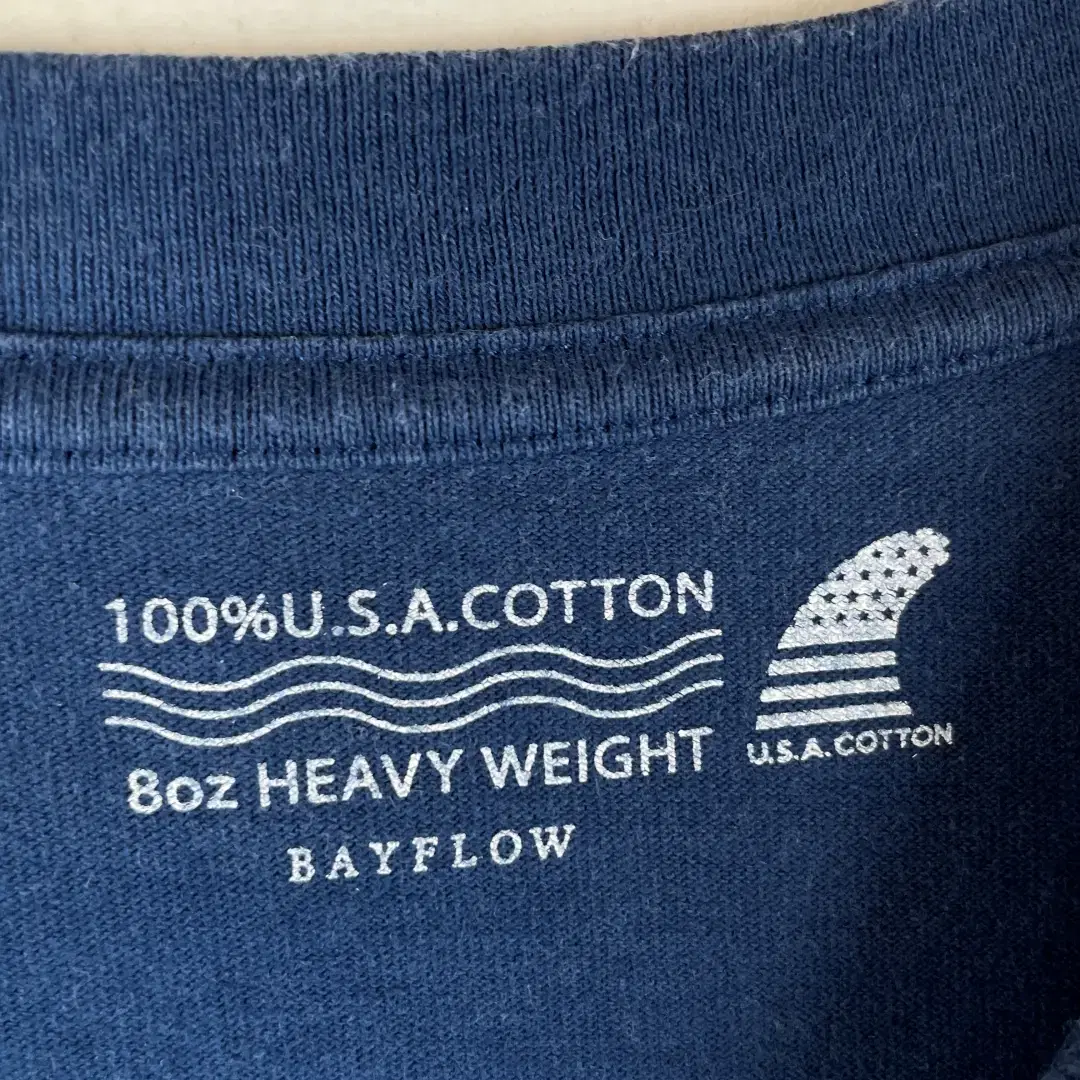 100%U.S.A.COTTON
8oz HEAVY WEIGHT
BAYFLOW
U.S.A.COTTON